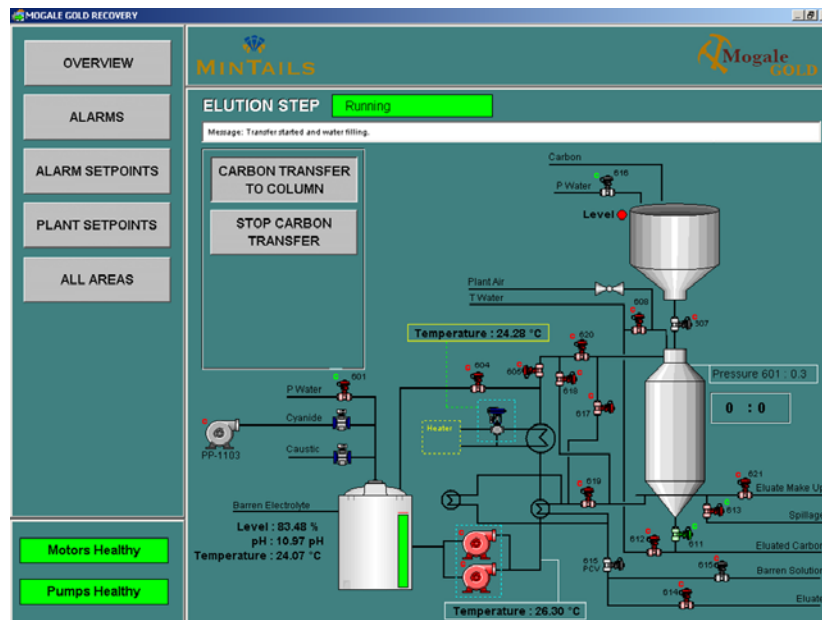 MOGALE GOLD RECOVERY
OVERVIEW
ALARMS
ALARM SETPOINTS
PLANT SETPOINTS
ALL AREAS
Motors Healthy
Pumps Healthy
MINTAILS
Mogale
GOLD
ELUTION STEP
Running
Message: Transfer started and water filling.
CARBON TRANSFER
TO COLUMN
STOP CARBON
TRANSFER
Carbon
616
P Water
Level
Plant Air
T Water
608
307
Temperature : 24.28 °C
620
604
605
618
617
Pressure 601 : 0.3
0 : 0
601
P Water
Cyanide
PP-1103
Caustic
Heater
Barren Electrolyte
Level : 83.48 %
pH : 10.97 pH
Temperature : 24.07 °C
619
621
Eluate Make Up
613
Spillage
612
611
Eluated Carbon
615
PCV
615
Barren Solution
614
Eluate
Temperature : 26.30 °C